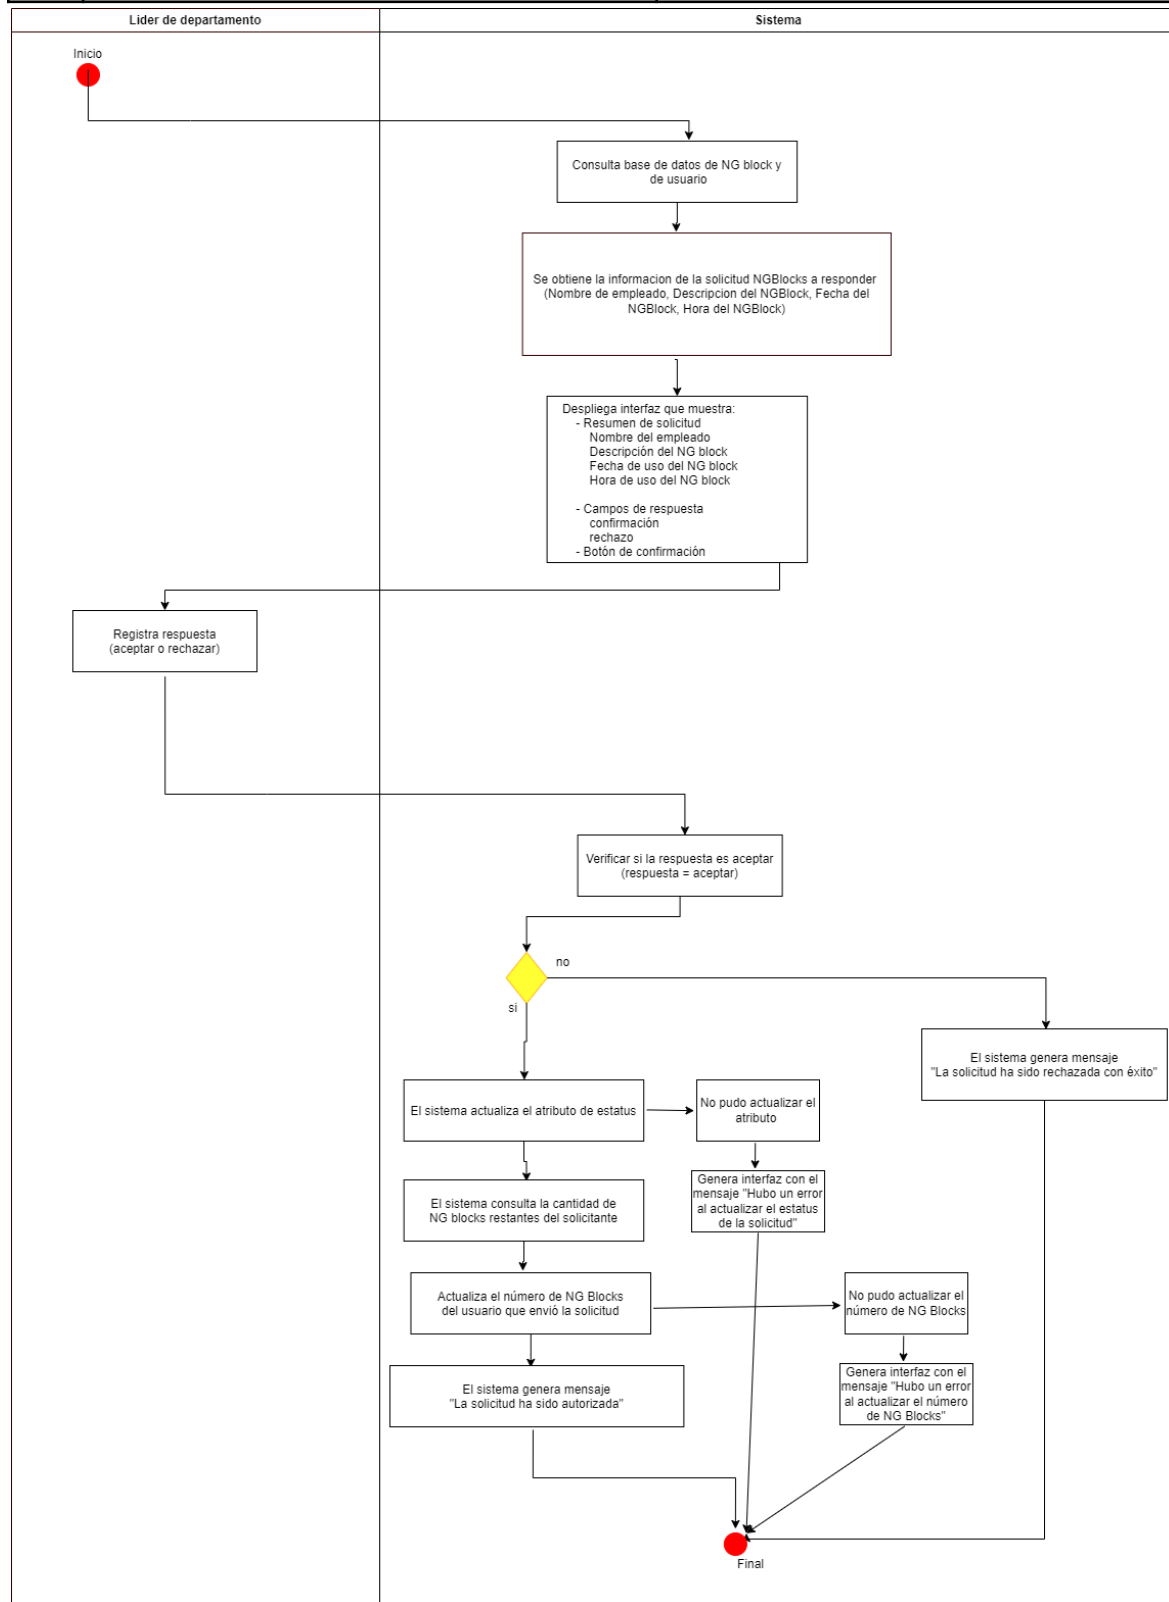 Lider de departamento
Sistema
Inicio
Consulta base de datos de NG block y
de usuario
Se obtiene la informacion de la solicitud NGBlocks a responder
(Nombre de empleado, Descripcion del NGBlock, Fecha del
NGBlock, Hora del NGBlock)
Despliega interfaz que muestra:
- Resumen de solicitud
Nombre del empleado
Descripción del NG block
Fecha de uso del NG block
Hora de uso del NG block
- Campos de respuesta
confirmación
rechazo
- Botón de confirmación
Registra respuesta
(aceptar o rechazar)
Verificar si la respuesta es aceptar
(respuesta = aceptar)
no
si
El sistema genera mensaje
"La solicitud ha sido rechazada con éxito"
El sistema actualiza el atributo de estatus
No pudo actualizar el
atributo
Genera interfaz con el
mensaje "Hubo un error
al actualizar el estatus
de la solicitud"
El sistema consulta la cantidad de
NG blocks restantes del solicitante
Actualiza el número de NG Blocks
del usuario que envió la solicitud
No pudo actualizar el
número de NG Blocks
Genera interfaz con el
mensaje "Hubo un error
al actualizar el número
de NG Blocks"
El sistema genera mensaje
"La solicitud ha sido autorizada"
Final